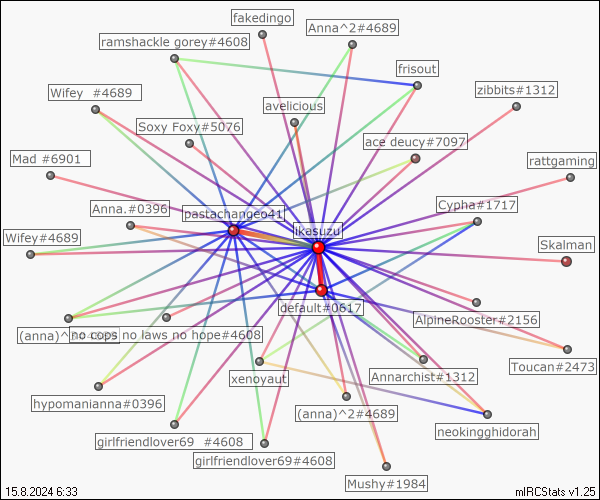 fakedingo
Anna^2#4689
ramshackle gorey#4608
frisout
Wifey  #4689
zibbits#1312
avelicious
Soxy Foxy#5076
ace deucy#7097
Mad #6901
rattgaming
Anna.#0396
pastachangeo41
Cypha#1717
likasuzu
Wifey#4689
Skalman
default#0617
AlpineRooster#2156
(anna)^
no cops no laws no hope#4608
Toucan#2473
xenoyaut
Annarchist#1312
hypomanianna#0396
(anna)^2#4689
neokingghidorah
girlfriendlover69  #4608
girlfriendlover69#4608
Mushy#1984
15.8.2024 6:33
mIRCStats v1.25